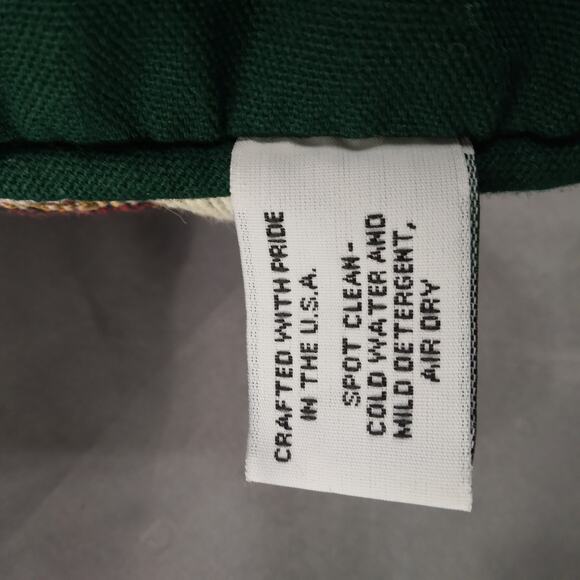 CRAFTED WITH PRIDE
IN THE U.S.A.
SPOT CLEAN-
COLD WATER AND
MILD DETERGENT,
AIR DRY